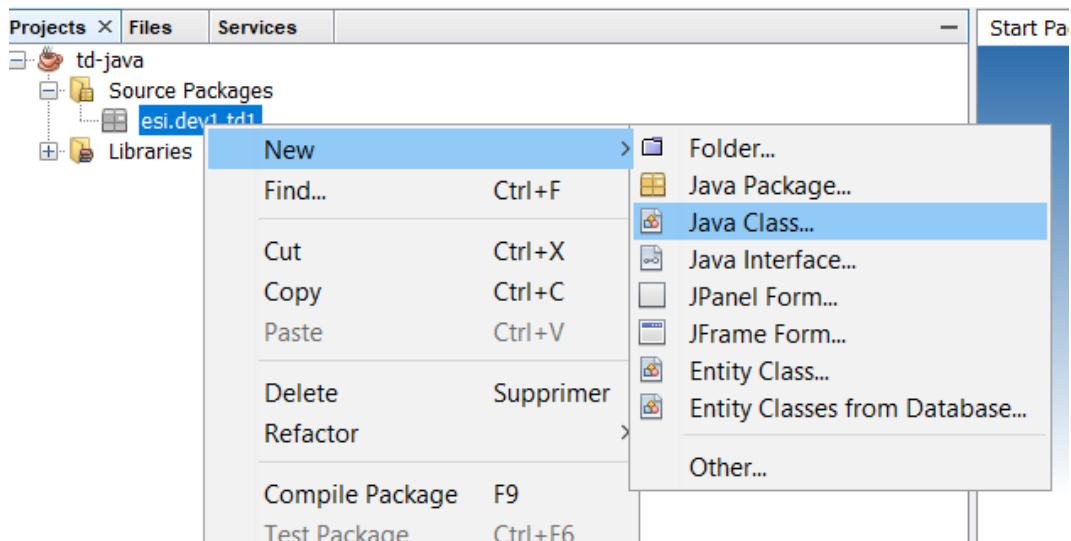 Projects Files Services Start Pa
td-java
Source Packages
esi.dev1.td1
Libraries
New
Find... Ctrl+F
Cut Ctrl+X
Copy Ctrl+C
Paste Ctrl+V
Delete Supprimer
Refactor
Compile Package F9
Test Package Ctrl+F6
Folder...
Java Package...
Java Class...
Java Interface...
JPanel Form...
JFrame Form...
Entity Class...
Entity Classes from Database...
Other...